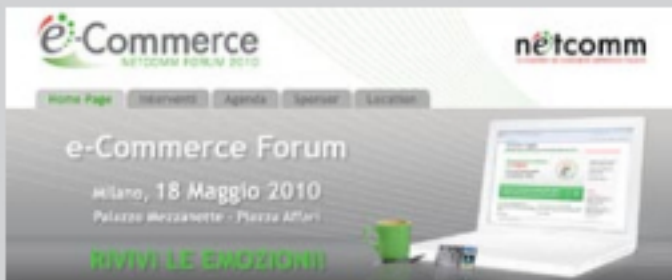 e-Commerce
NETCOMM FORUM 2010
netcomm
Home Page Interventi Agenda Sponsor Location
e-Commerce Forum
Milano, 18 Maggio 2010
Palazzo Mezzanotte - Piazza Affari
RIVIVI LE EMOZIONI!